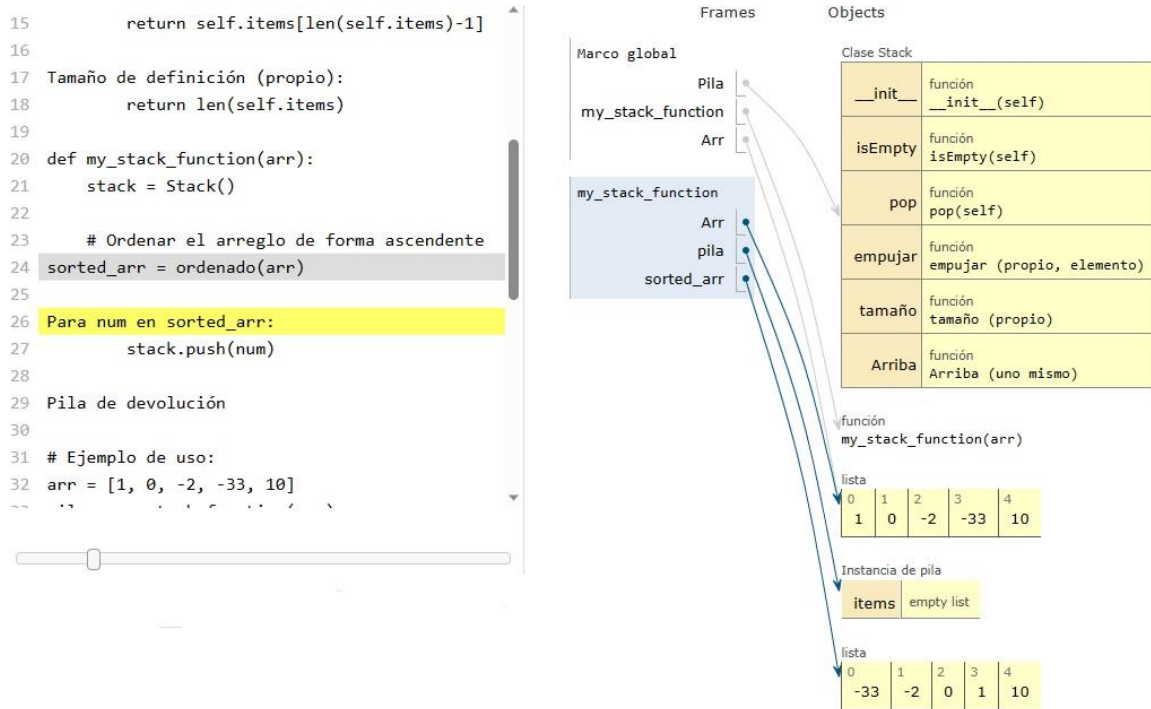 15 return self.items[len(self.items)-1]
16
17 Tamaño de definición (propio):
18 return len(self.items)
19
20 def my_stack_function(arr):
21 stack = Stack()
22
23 # Ordenar el arreglo de forma ascendente
24 sorted_arr = ordenado(arr)
25
26 Para num en sorted_arr:
27 stack.push(num)
28
29 Pila de devolución
30
31 # Ejemplo de uso:
32 arr = [1, 0, -2, -33, 10]
Frames Objects
Marco global
Pila
my_stack_function
Arr
my_stack_function
Arr
pila
sorted_arr
Clase Stack
__init__ función
__init__(self)
isEmpty función
isEmpty(self)
pop función
pop(self)
empujar función
empujar (propio, elemento)
tamaño función
tamaño (propio)
Arriba función
Arriba (uno mismo)
función
my_stack_function(arr)
lista
0 1 2 3 4
1 0 -2 -33 10
Instancia de pila
items empty list
lista
0 1 2 3 4
-33 -2 0 1 10